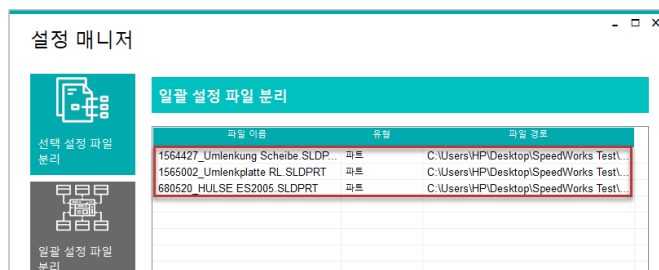 설정 매니저
선택 설정 파일
분리
일괄 설정 파일
분리
일괄 설정 파일 분리
파일 이름 유형 파일 경로
1564427_Umlenkung Scheibe.SLDP... 파트 C:\Users\HP\Desktop\SpeedWorks Test\...
1565002_Umlenkplatte RL.SLDPRT 파트 C:\Users\HP\Desktop\SpeedWorks Test\...
680520_HULSE ES2005.SLDPRT 파트 C:\Users\HP\Desktop\SpeedWorks Test\...